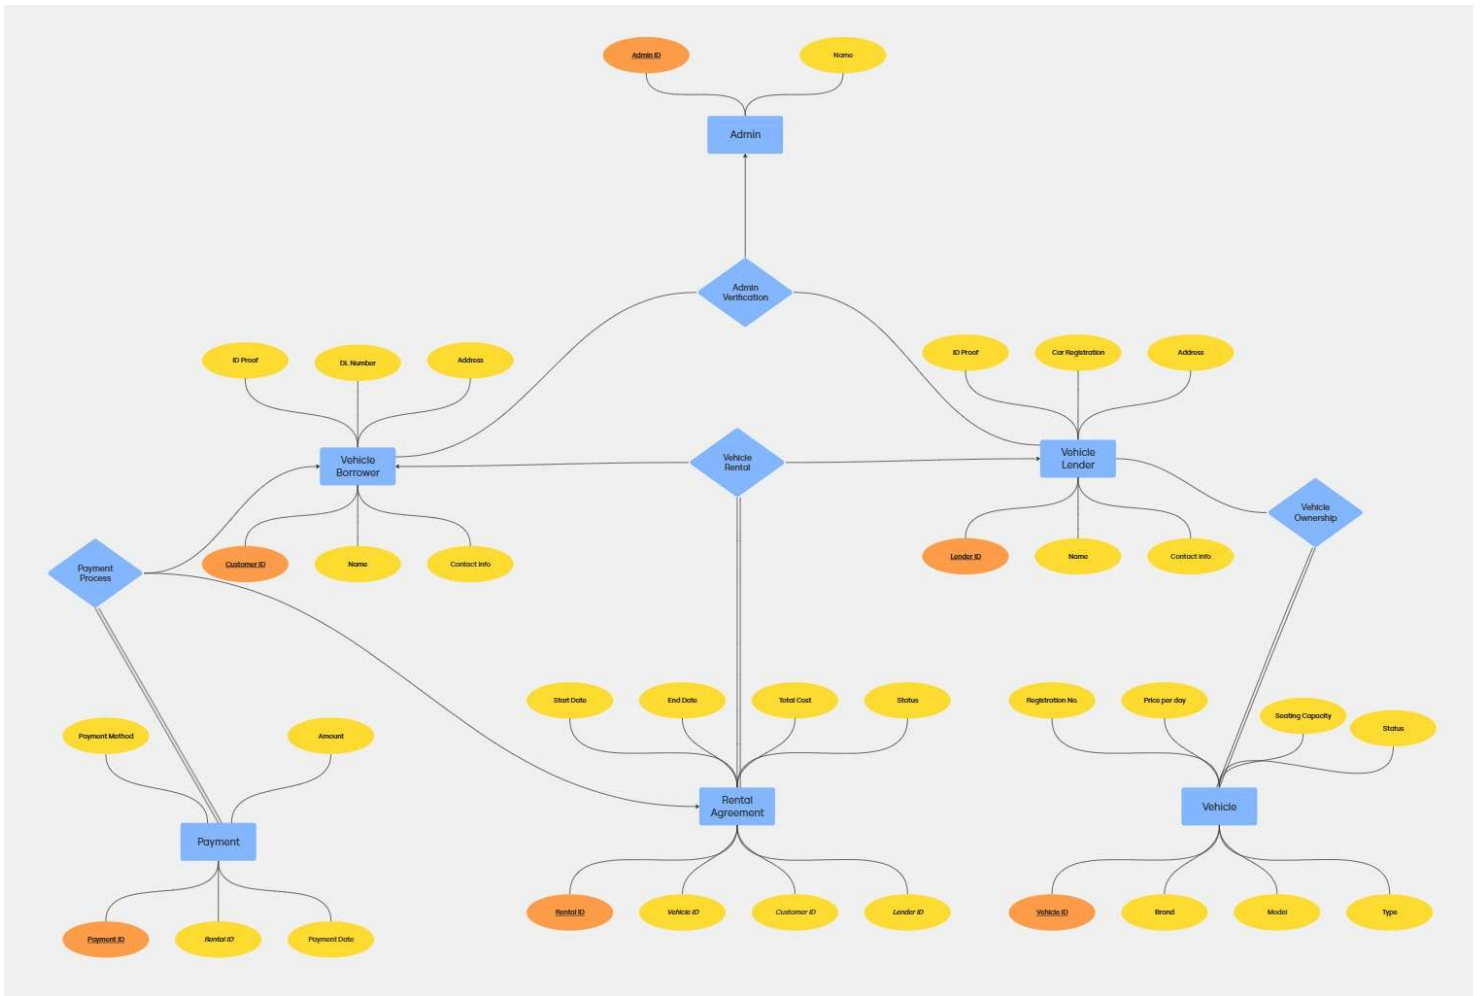 Admin ID
Name
Admin
Admin
Verification
ID Proof
DL Number
Address
ID Proof
Car Registration
Address
Vehicle
Borrower
Vehicle
Rental
Vehicle
Lender
Vehicle
Ownership
Customer ID
Name
Contact Info
Lender ID
Name
Contact Info
Payment
Process
Start Date
End Date
Total Cost
Status
Registration No.
Price per day
Seating Capacity
Status
Payment Method
Amount
Rental
Agreement
Vehicle
Payment
Rental ID
Vehicle ID
Customer ID
Lender ID
Vehicle ID
Brand
Model
Type
Payment ID
Rental ID
Payment Date